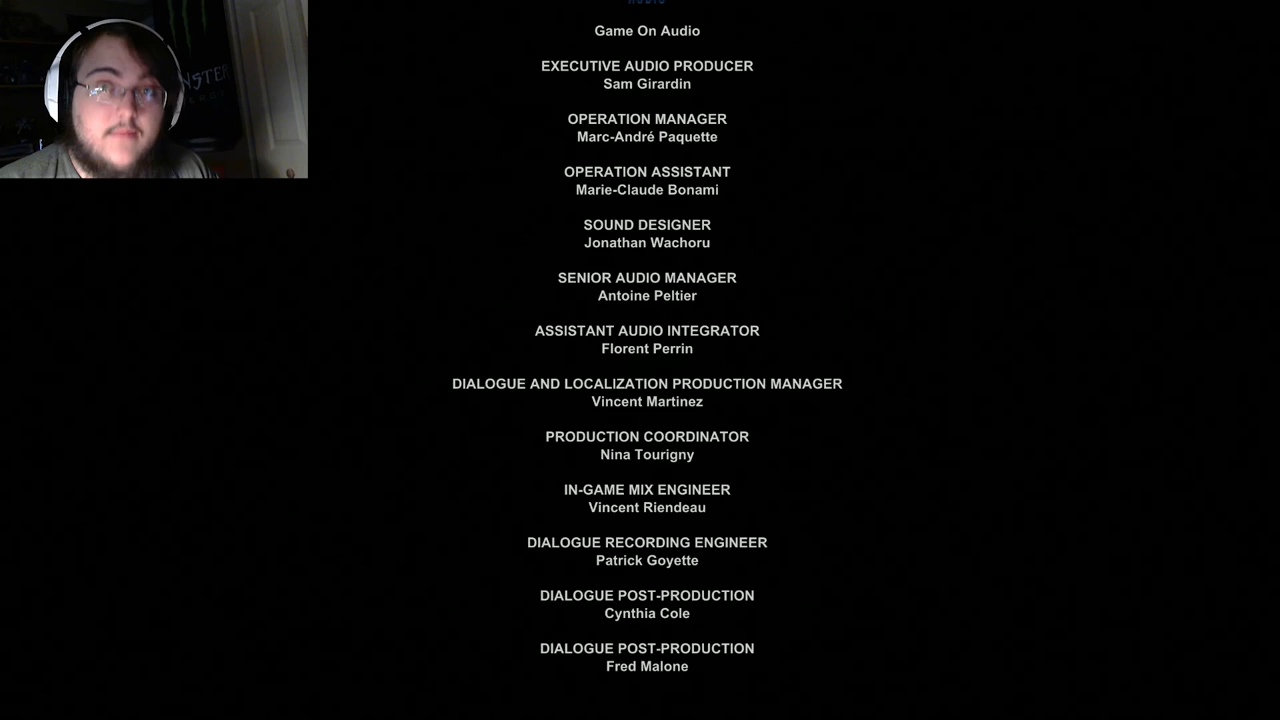 AUDIO
Game On Audio
EXECUTIVE AUDIO PRODUCER
Sam Girardin
OPERATION MANAGER
Marc-André Paquette
OPERATION ASSISTANT
Marie-Claude Bonami
SOUND DESIGNER
Jonathan Wachoru
SENIOR AUDIO MANAGER
Antoine Peltier
ASSISTANT AUDIO INTEGRATOR
Florent Perrin
DIALOGUE AND LOCALIZATION PRODUCTION MANAGER
Vincent Martinez
PRODUCTION COORDINATOR
Nina Tourigny
IN-GAME MIX ENGINEER
Vincent Riendeau
DIALOGUE RECORDING ENGINEER
Patrick Goyette
DIALOGUE POST-PRODUCTION
Cynthia Cole
DIALOGUE POST-PRODUCTION
Fred Malone